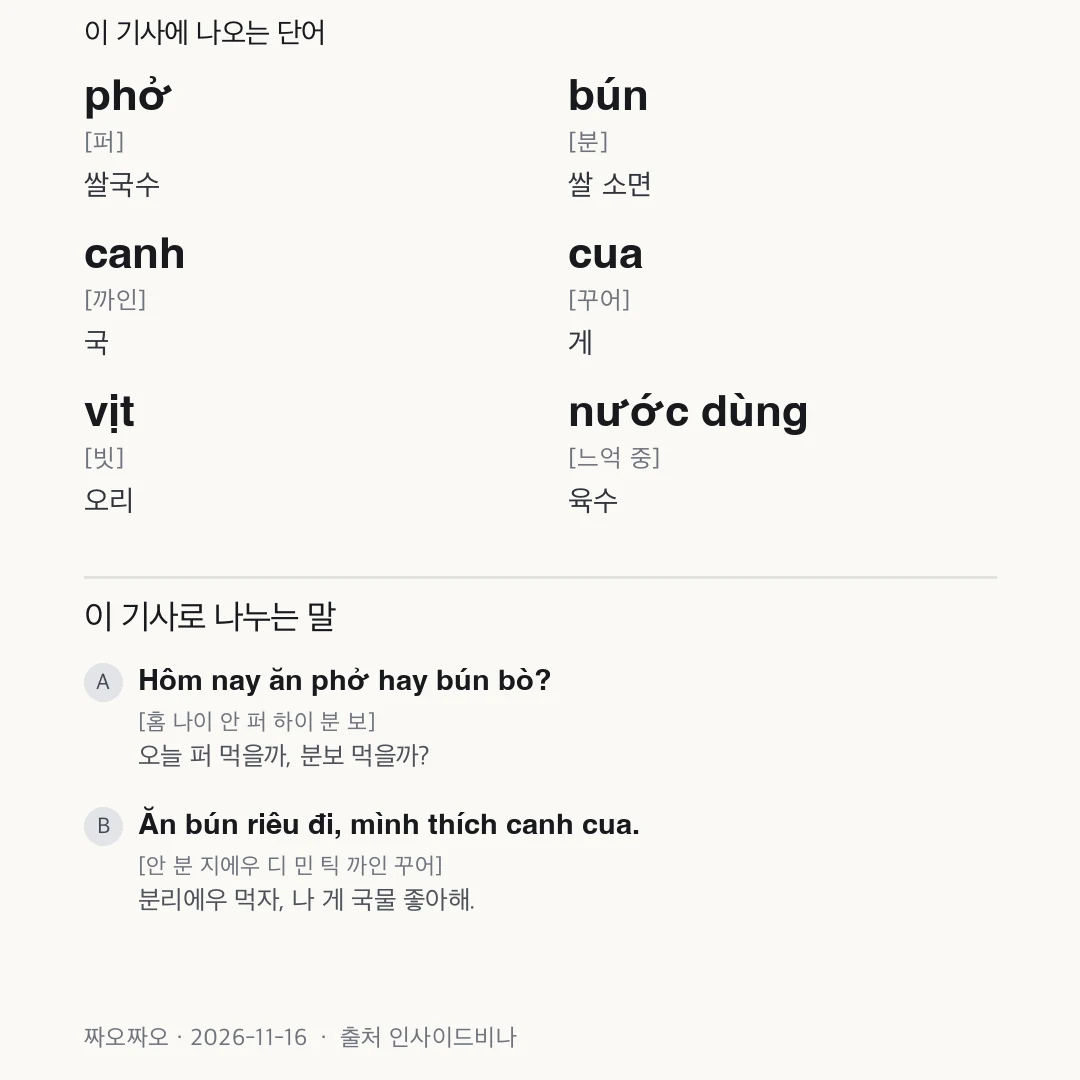 이 기사에 나오는 단어
phở
[퍼]
쌀국수
bún
[분]
쌀 소면
canh
[까인]
국
cua
[꾸어]
게
vịt
[빗]
오리
nước dùng
[느억 중]
육수
이 기사로 나누는 말
A
Hôm nay ăn phở hay bún bò?
[홈 나이 안 퍼 하이 분 보]
오늘 퍼 먹을까, 분보 먹을까?
B
Ăn bún riêu đi, mình thích canh cua.
[안 분 지에우 디 민 틱 까인 꾸어]
분리에우 먹자, 나 게 국물 좋아해.
짜오짜오 · 2026-11-16 · 출처 인사이드비나